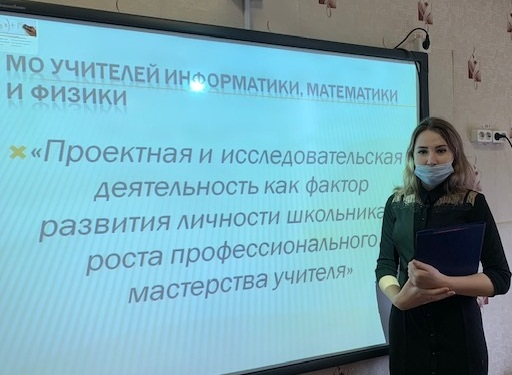 МО УЧИТЕЛЕЙ ИНФОРМАТИКИ, МАТЕМАТИКИ
И ФИЗИКИ
«Проектная и исследовательская
деятельность как фактор
развития личности школьника
роста профессионального
мастерства учителя»